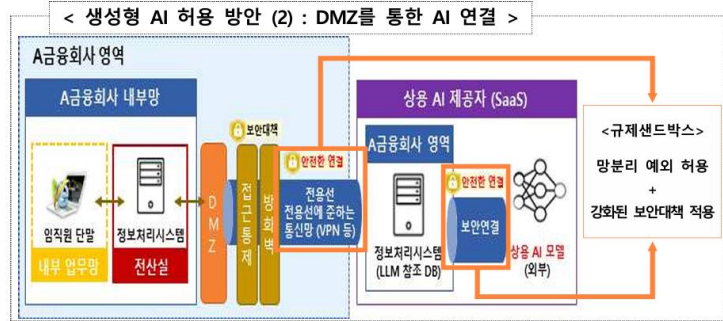 < 생성형 AI 허용 방안 (2) : DMZ를 통한 AI 연결 >
A금융회사 영역
A금융회사 내부망
임직원 단말
내부 업무망
정보처리시스템
전산실
DMZ
보안대책
접근통제
방화벽
안전한 연결
전용선
전용선에 준하는
통신망 (VPN 등)
상용 AI 제공자 (SaaS)
A금융회사 영역
정보처리시스템
(LLM 참조 DB)
안전한 연결
보안연결
상용 AI 모델
(외부)
<규제샌드박스>
망분리 예외 허용
+
강화된 보안대책 적용